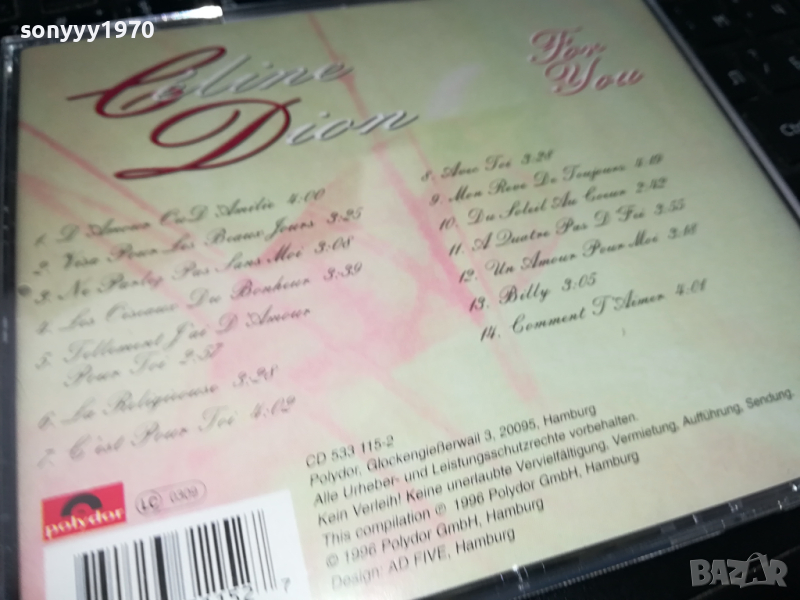 sonyyy1970
Céline
Dion
For
You
1. D Amour Ou D Amitie 4:00
2. Visa Pour Les Beaux Jours 3:25
3. Ne Partez Pas Sans Moi 3:08
4. Les Oiseaux Du Bonheur 3:39
5. Tellement J'ai D'Amour
Pour Toi 2:57
6. La Religieuse 3:28
7. C'est Pour Toi 4:02
8. Avec Toi 3:28
9. Mon Reve De Toujours 4:19
10. Du Soleil Au Coeur 2:42
11. A Quatre Pas D Ici 3:55
12. Un Amour Pour Moi 3:18
13. Billy 3:05
14. Comment T'Aimer 4:01
CD 533 115-2
Polydor, Glockengießerwall 3, 20095, Hamburg
Alle Urheber- und Leistungsschutzrechte vorbehalten.
Kein Verleih! Keine unerlaubte Vervielfältigung, Vermietung, Aufführung, Sendung.
This compilation ℗ 1996 Polydor GmbH, Hamburg
© 1996 Polydor GmbH, Hamburg
Design: AD FIVE, Hamburg
polydor
LC 0309
7
BAZAR